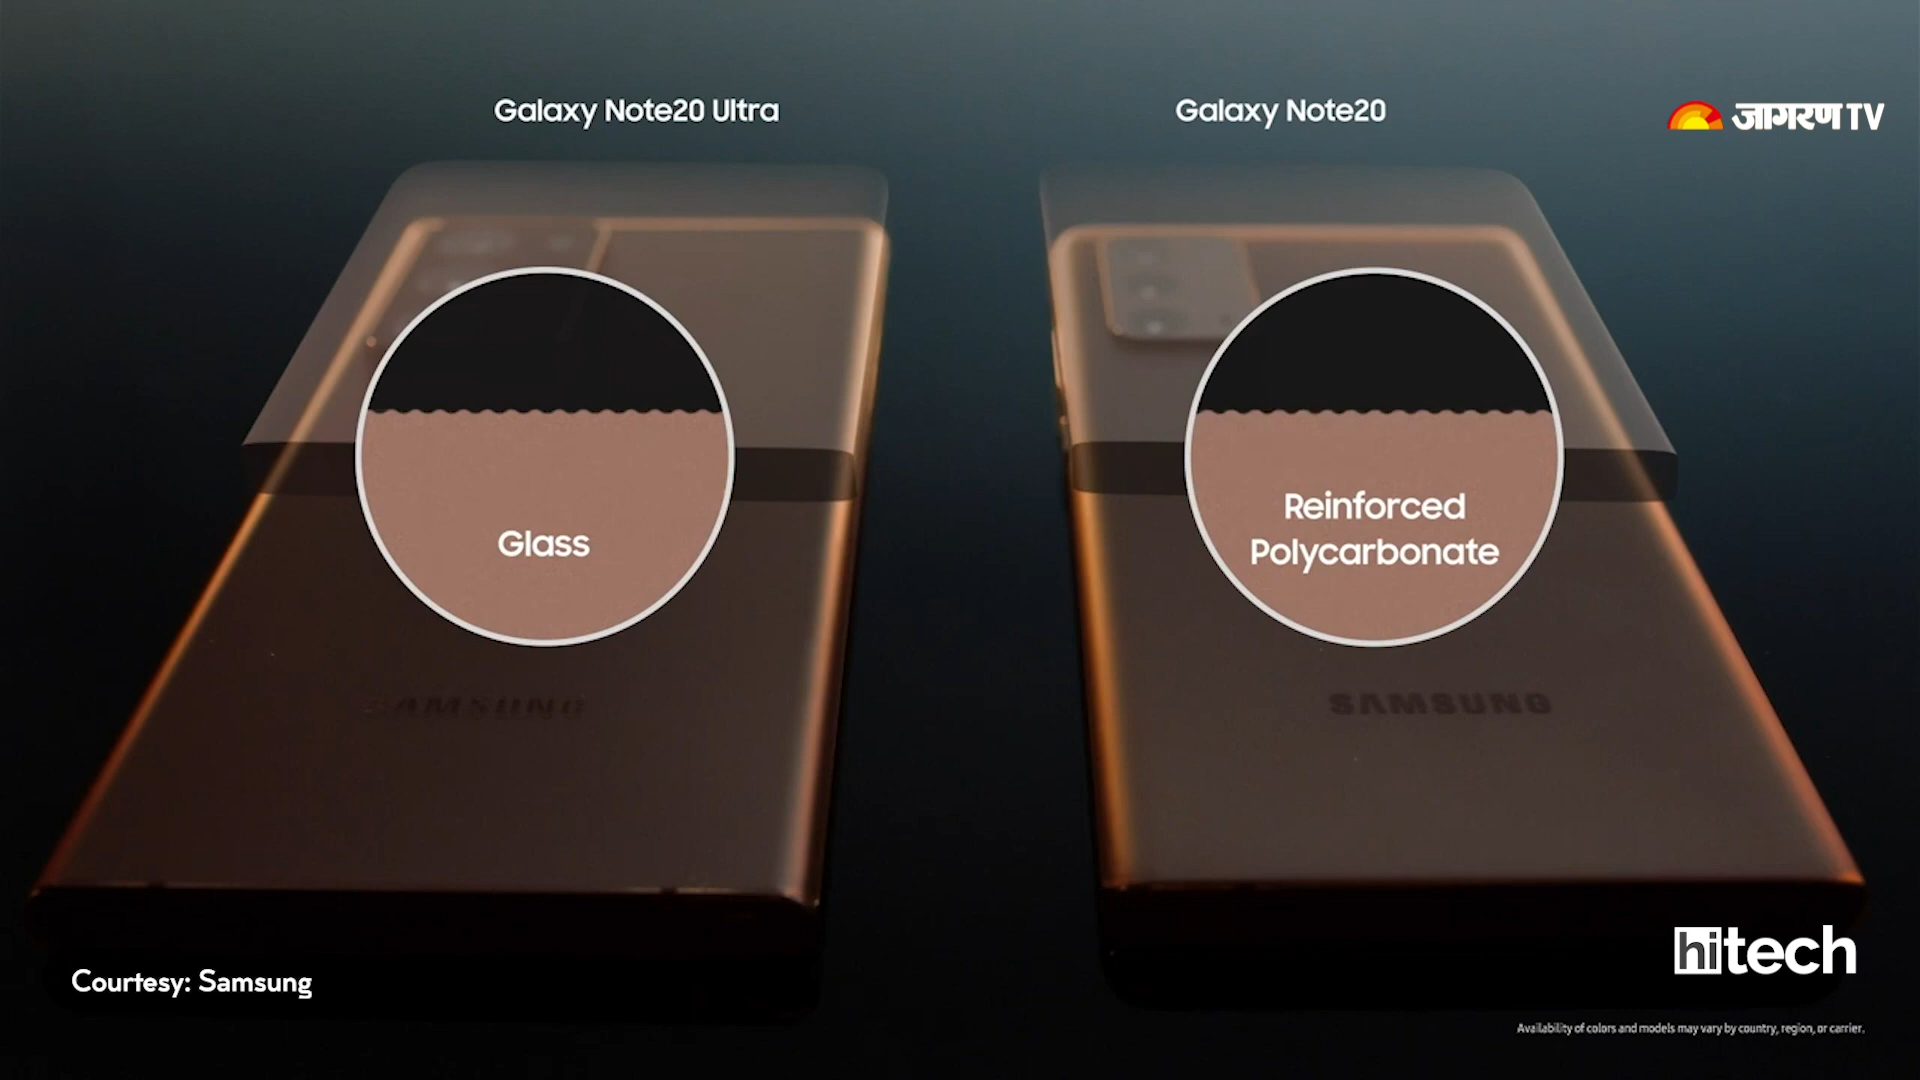 Galaxy Note20 Ultra
Galaxy Note20
जागरण TV
Glass
Reinforced
Polycarbonate
SAMSUNG
SAMSUNG
hitech
Courtesy: Samsung
Availability of colors and models may vary by country, region, or carrier.